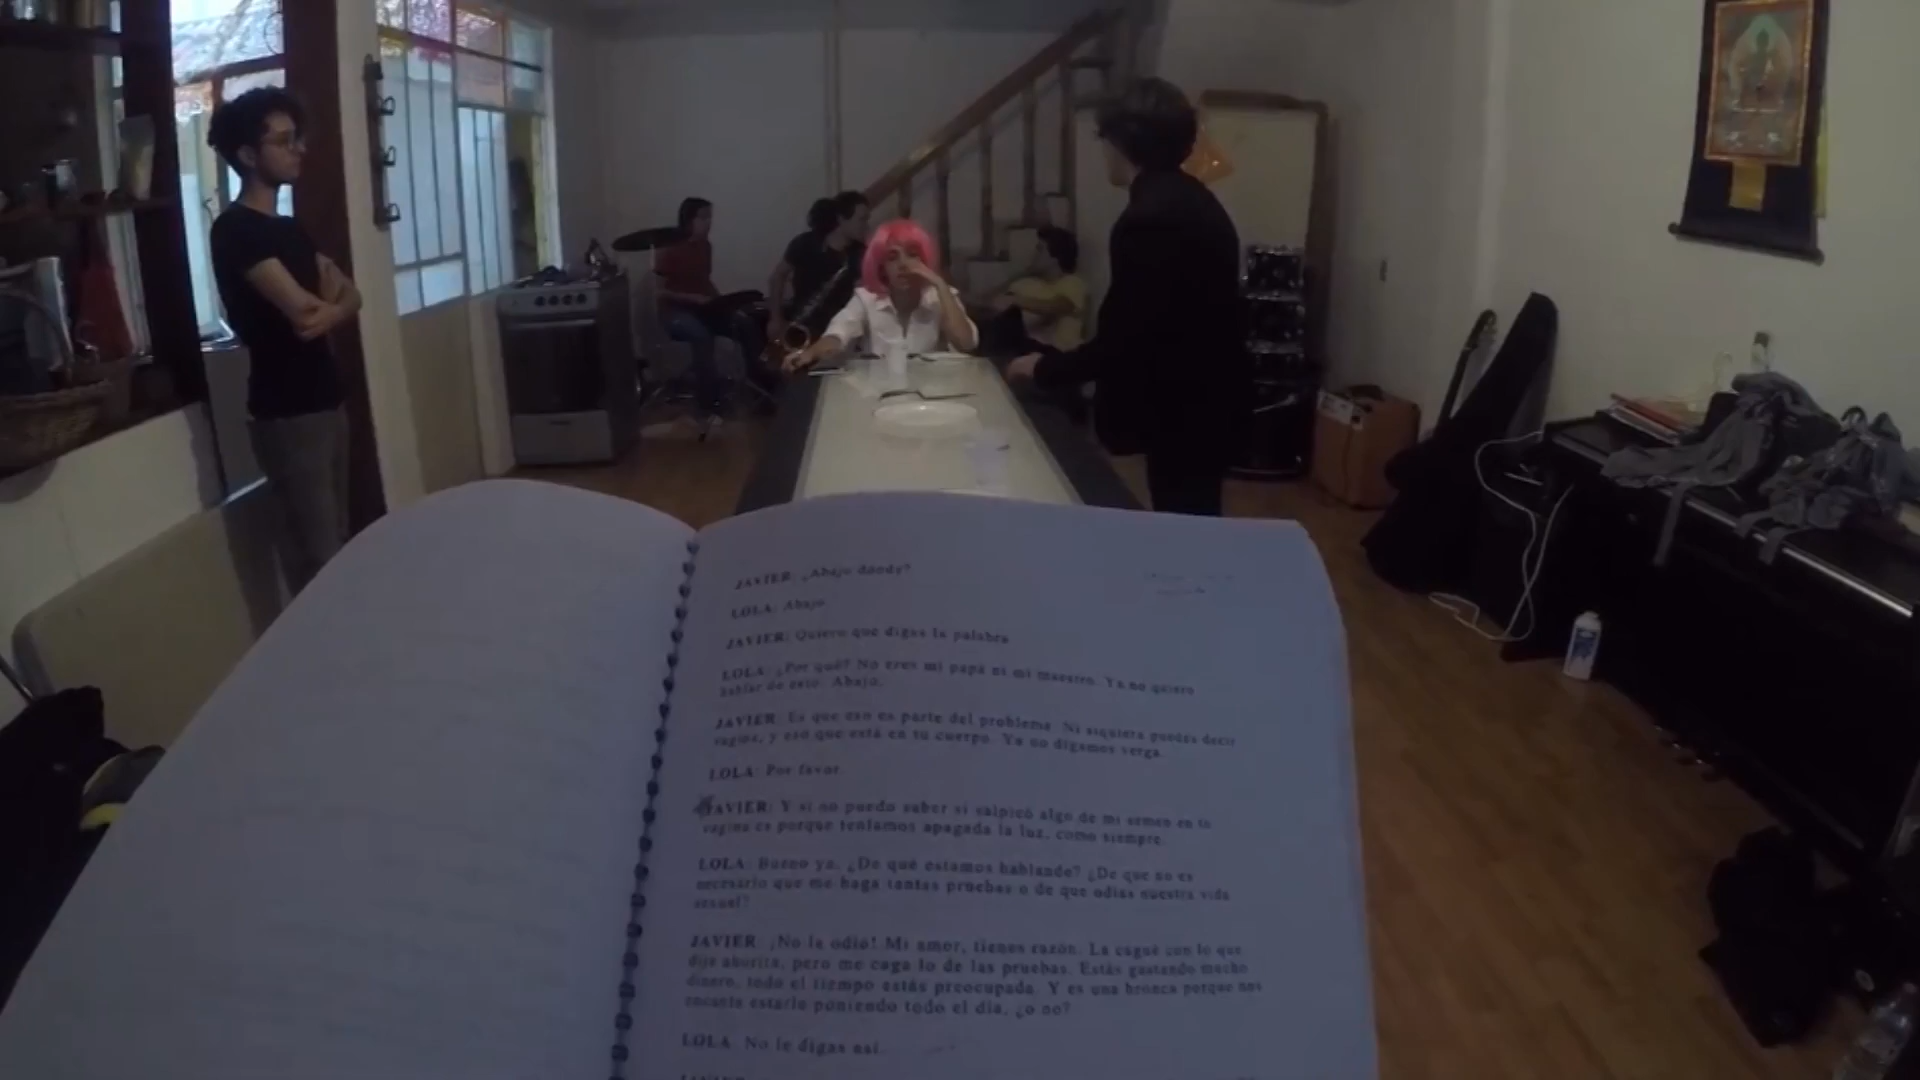 JAVIER: ¿Abajo dónde?
LOLA: Abajo.
JAVIER: Quiero que digas la palabra
LOLA: ¿Por qué? No eres mi papá ni mi maestro. Ya no quiero
hablar de esto. Abajo.
JAVIER: Es que eso es parte del problema. Ni siquiera puedes decir
vagina, y eso que está en tu cuerpo. Ya no digamos verga.
LOLA: Por favor.
JAVIER: Y si no puedo saber si salpicó algo de mi semen en tu
vagina es porque teníamos apagada la luz, como siempre.
LOLA: Bueno ya. ¿De qué estamos hablando? ¿De que no es
necesario que me haga tantas pruebas o de que odias nuestra vida
sexual?
JAVIER: ¡No la odio! Mi amor, tienes razón. La cagué con lo que
dije ahorita, pero me caga lo de las pruebas. Estás gastando mucho
dinero, todo el tiempo estás preocupada. Y es una bronca porque nos
encanta estarlo poniendo todo el día, ¿o no?
LOLA: No le digas así.